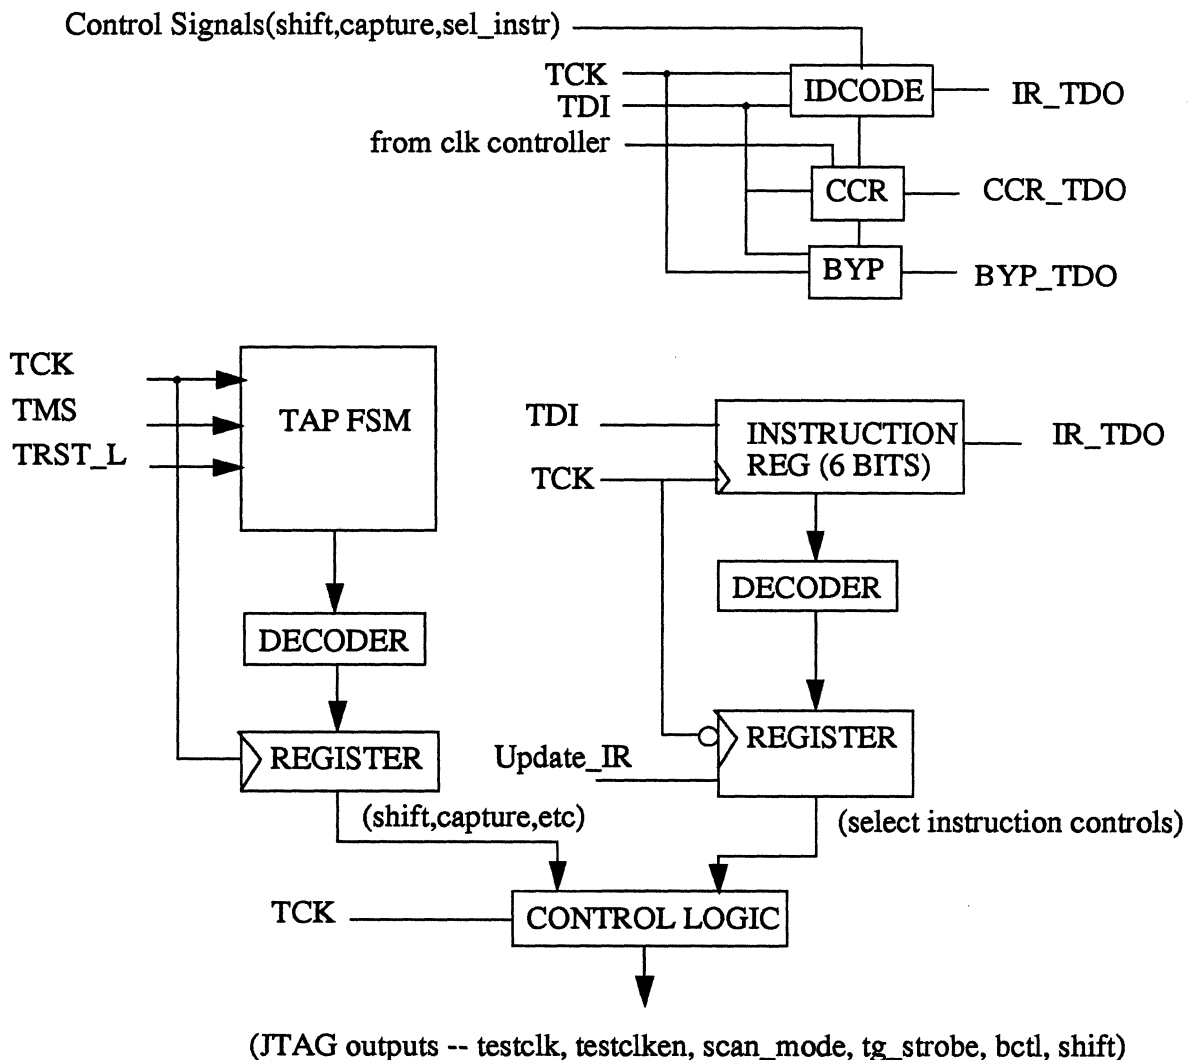 Control Signals(shift,capture,sel_instr)
TCK
IDCODE
IR_TDO
TDI
from clk controller
CCR
CCR_TDO
BYP
BYP_TDO
TCK
TMS
TRST_L
TAP FSM
TDI
TCK
INSTRUCTION
REG (6 BITS)
IR_TDO
DECODER
DECODER
REGISTER
REGISTER
Update_IR
(shift,capture,etc)
(select instruction controls)
TCK
CONTROL LOGIC
(JTAG outputs -- testclk, testclken, scan_mode, tg_strobe, bctl, shift)